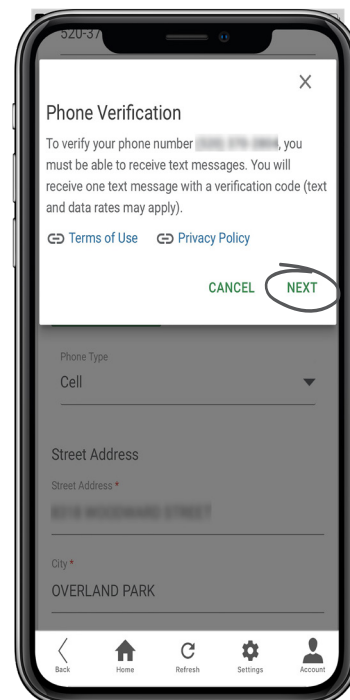 520-37
Phone Verification
To verify your phone number , you
must be able to receive text messages. You will
receive one text message with a verification code (text
and data rates may apply).
Terms of Use Privacy Policy
CANCEL NEXT
Phone Type
Cell
Street Address
Street Address *
City *
OVERLAND PARK
Back Home Refresh Settings Account